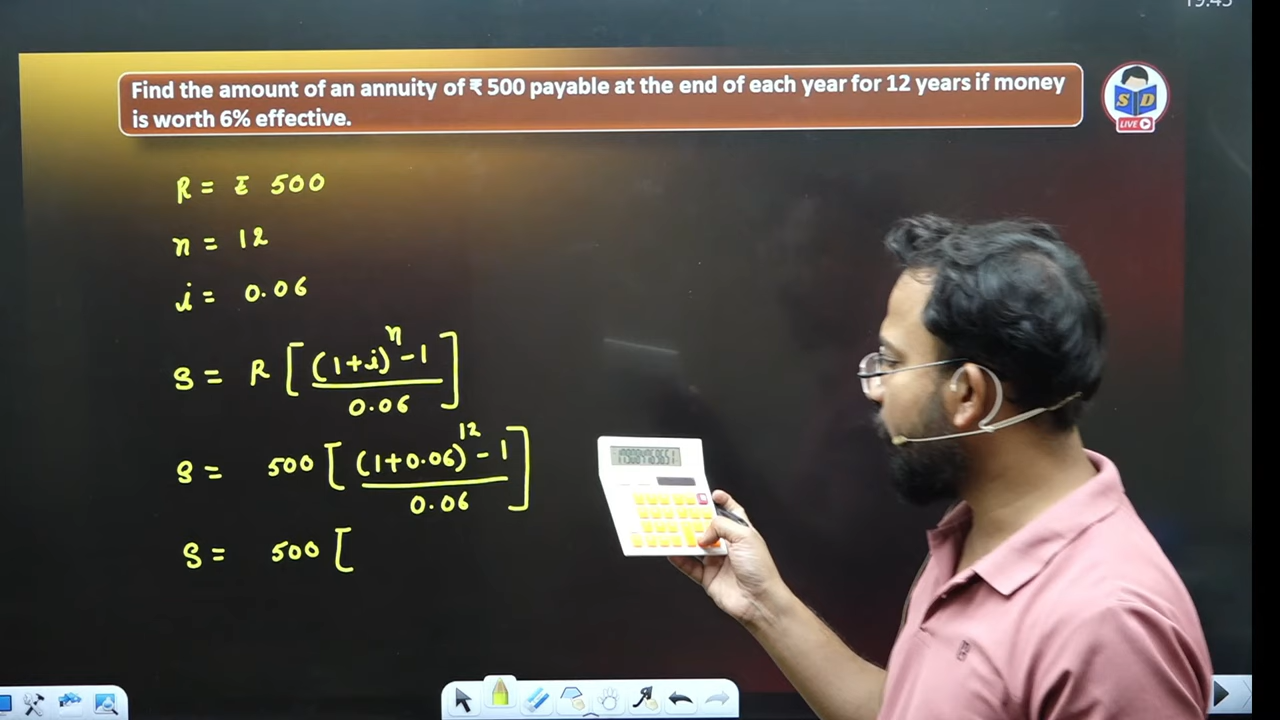 19:45
Find the amount of an annuity of ₹ 500 payable at the end of each year for 12 years if money
is worth 6% effective.
SD
LIVE
R = ₹ 500
n = 12
i = 0.06
S = R [ (1+i)^n - 1 / 0.06 ]
S = 500 [ (1+0.06)^12 - 1 / 0.06 ]
S = 500 [